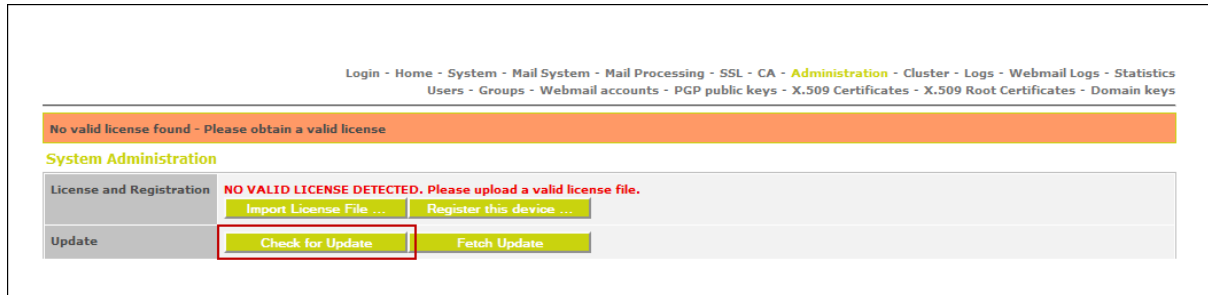 Login - Home - System - Mail System - Mail Processing - SSL - CA - Administration - Cluster - Logs - Webmail Logs - Statistics
Users - Groups - Webmail accounts - PGP public keys - X.509 Certificates - X.509 Root Certificates - Domain keys
No valid license found - Please obtain a valid license
System Administration
License and Registration NO VALID LICENSE DETECTED. Please upload a valid license file.
Import License File ... Register this device ...
Update Check for Update Fetch Update